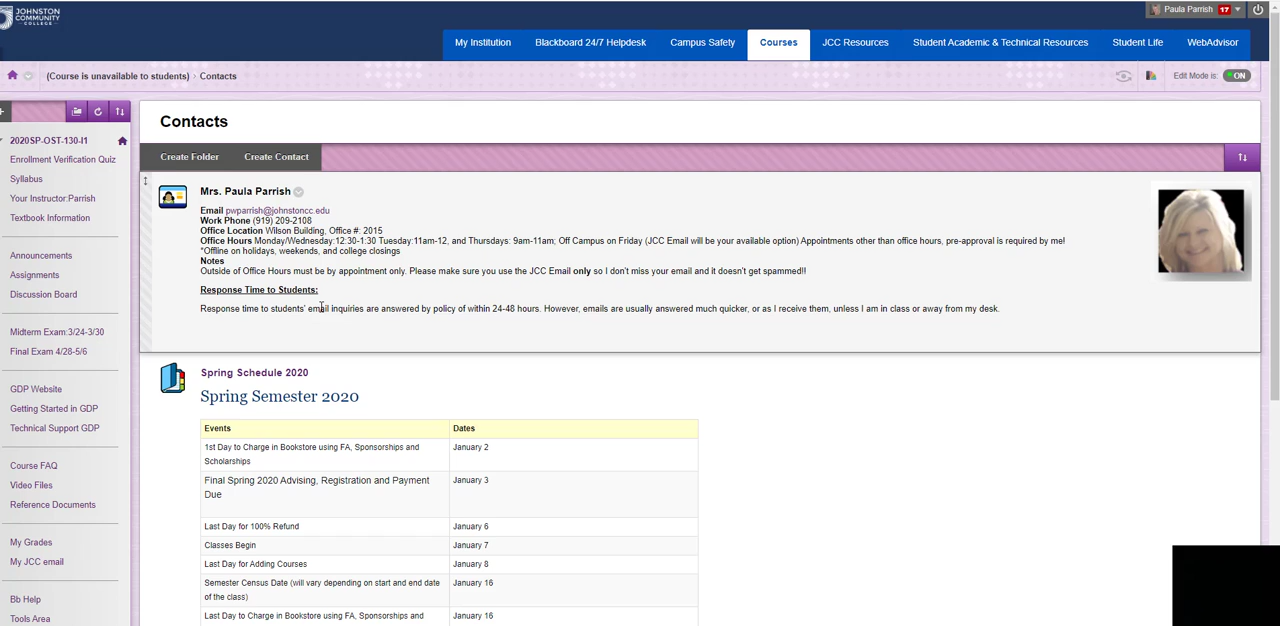 JOHNSTON
COMMUNITY
COLLEGE
Paula Parrish 17
My Institution Blackboard 24/7 Helpdesk Campus Safety Courses JCC Resources Student Academic & Technical Resources Student Life WebAdvisor
(Course is unavailable to students) > Contacts
Edit Mode is: ON
2020SP-OST-130-I1
Enrollment Verification Quiz
Syllabus
Your Instructor:Parrish
Textbook Information
Announcements
Assignments
Discussion Board
Midterm Exam:3/24-3/30
Final Exam 4/28-5/6
GDP Website
Getting Started in GDP
Technical Support GDP
Course FAQ
Video Files
Reference Documents
My Grades
My JCC email
Bb Help
Tools Area
Contacts
Create Folder Create Contact
Mrs. Paula Parrish
Email pwparrish@johnstoncc.edu
Work Phone (919) 209-2108
Office Location Wilson Building, Office #: 2015
Office Hours Monday/Wednesday:12:30-1:30 Tuesday:11am-12, and Thursdays: 9am-11am; Off Campus on Friday (JCC Email will be your available option) Appointments other than office hours, pre-approval is required by me!
*Offline on holidays, weekends, and college closings
Notes
Outside of Office Hours must be by appointment only. Please make sure you use the JCC Email only so I don't miss your email and it doesn't get spammed!!
Response Time to Students:
Response time to students' email inquiries are answered by policy of within 24-48 hours. However, emails are usually answered much quicker, or as I receive them, unless I am in class or away from my desk.
Spring Schedule 2020
Spring Semester 2020
Events Dates
1st Day to Charge in Bookstore using FA, Sponsorships and January 2
Scholarships
Final Spring 2020 Advising, Registration and Payment January 3
Due
Last Day for 100% Refund January 6
Classes Begin January 7
Last Day for Adding Courses January 8
Semester Census Date (will vary depending on start and end date January 16
of the class)
Last Day to Charge in Bookstore using FA, Sponsorships and January 16